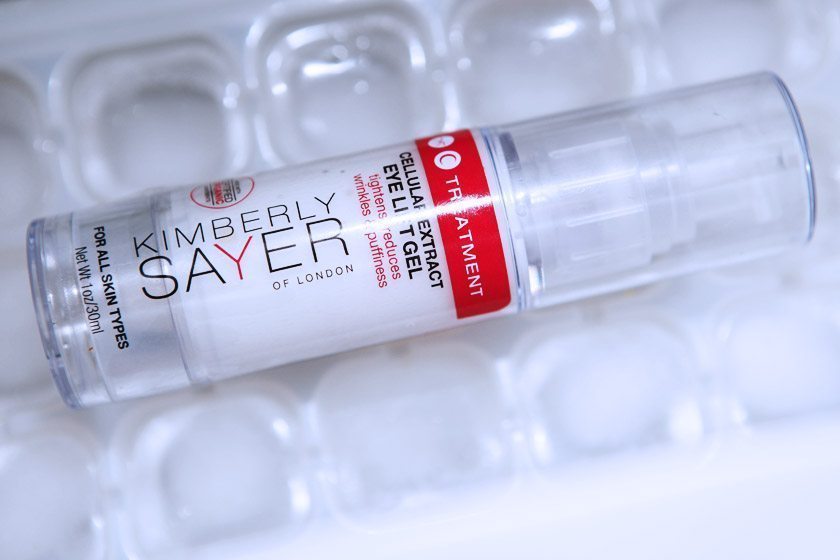 KIMBERLY
SAYER
OF LONDON
FOR ALL SKIN TYPES
Net Wt 1oz/30ml
CELLULAR EXTRACT
EYE LIFT GEL
tightens, reduces
wrinkles & puffiness
C TREATMENT